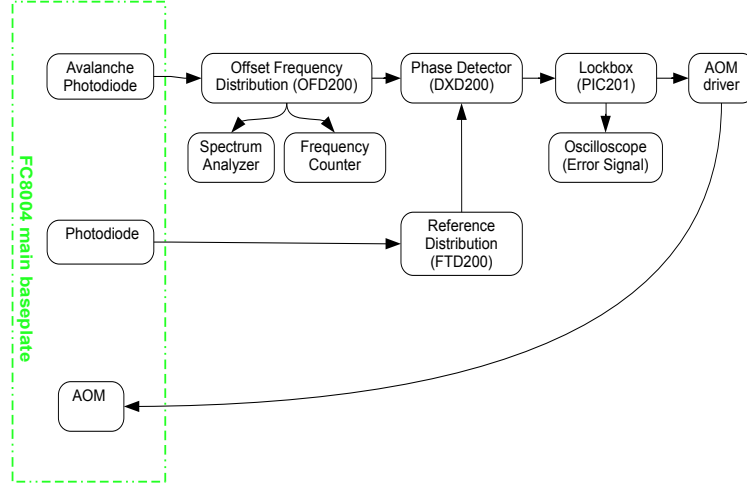 Avalanche
Photodiode
Offset Frequency
Distribution (OFD200)
Phase Detector
(DXD200)
Lockbox
(PIC201)
AOM
driver
Spectrum
Analyzer
Frequency
Counter
Oscilloscope
(Error Signal)
FC8004 main baseplate
Photodiode
Reference
Distribution
(FTD200)
AOM